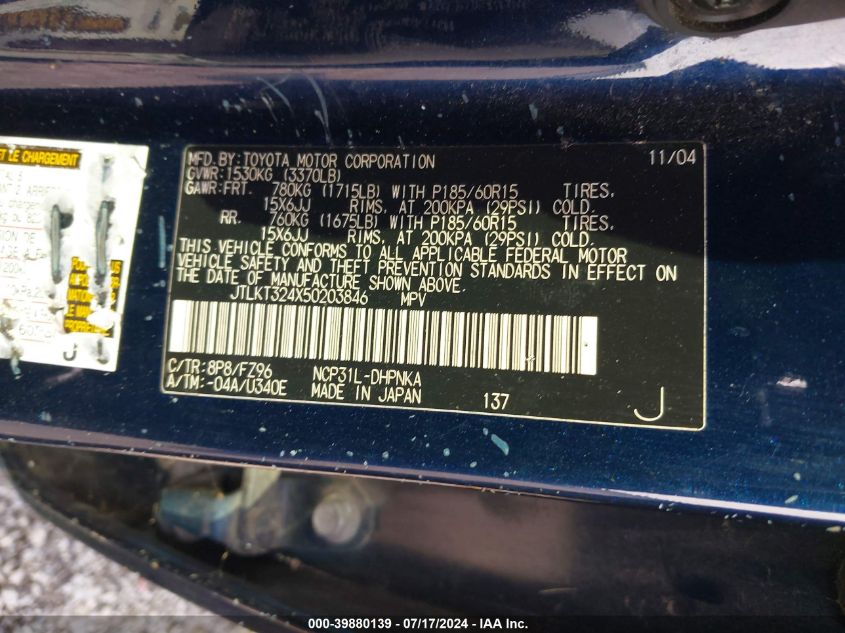 ET LE CHARGEMENT
MFD.BY:TOYOTA MOTOR CORPORATION 11/04
GVWR:1530KG (3370LB)
GAWR:FRT. 780KG (1715LB) WITH P185/60R15 TIRES,
15X6JJ RIMS, AT 200KPA (29PSI) COLD.
RR. 760KG (1675LB) WITH P185/60R15 TIRES,
15X6JJ RIMS, AT 200KPA (29PSI) COLD.
THIS VEHICLE CONFORMS TO ALL APPLICABLE FEDERAL MOTOR
VEHICLE SAFETY AND THEFT PREVENTION STANDARDS IN EFFECT ON
THE DATE OF MANUFACTURE SHOWN ABOVE.
JTLKT324X50203846 MPV
C/TR:8P8/FZ96 NCP31L-DHPNKA
A/TM:-04A/U340E MADE IN JAPAN 137 J
J
000-39880139 - 07/17/2024 - IAA, Inc.